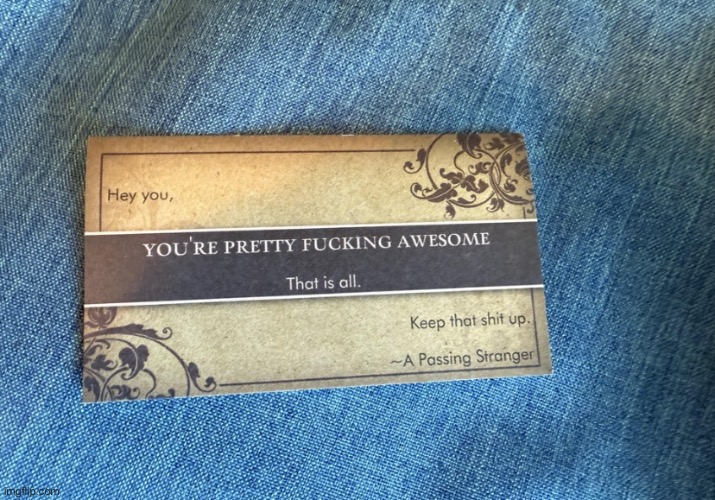 Hey you,
YOU'RE PRETTY FUCKING AWESOME
That is all.
Keep that shit up.
~A Passing Stranger
imgflip.com